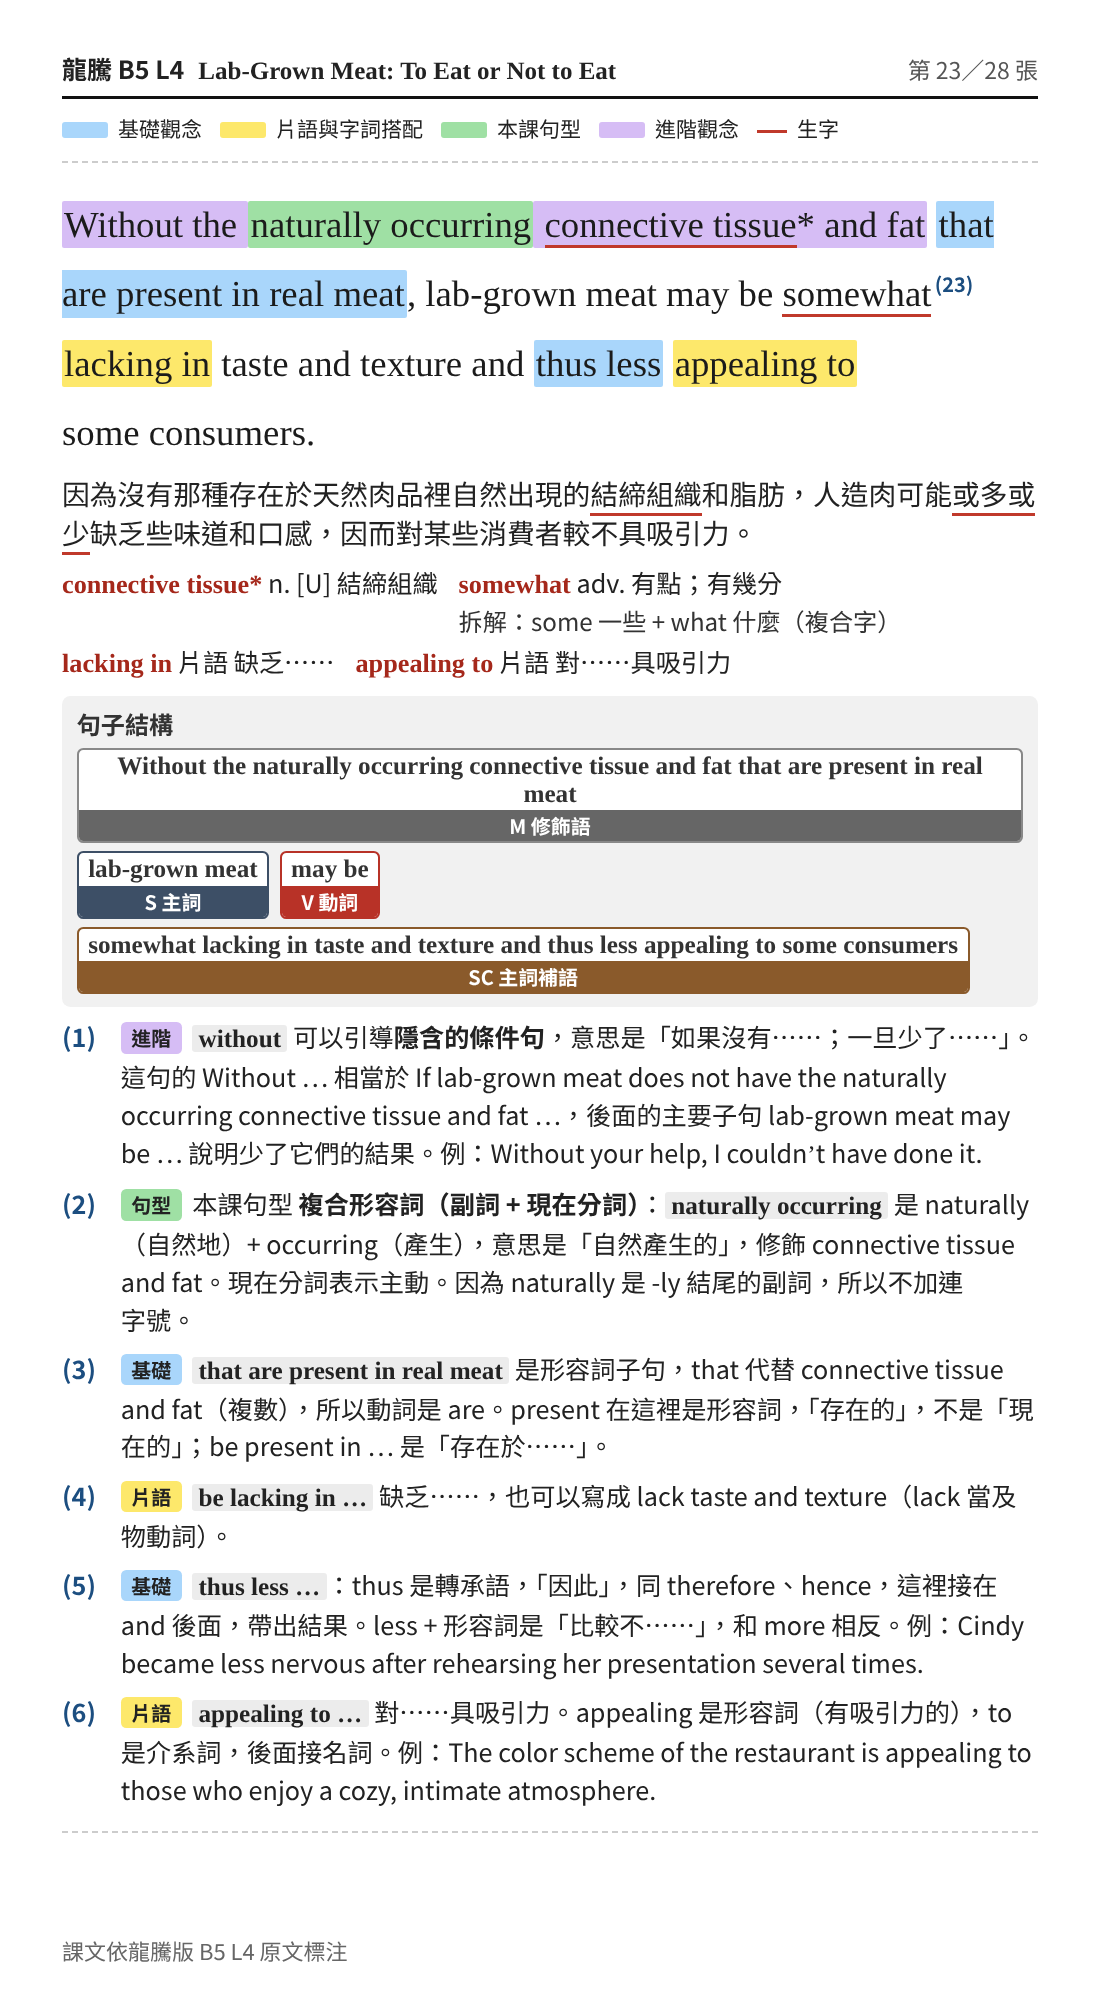 龍騰 B5 L4 Lab-Grown Meat: To Eat or Not to Eat 第 23／28 張
基礎觀念 片語與字詞搭配 本課句型 進階觀念 生字
Without the naturally occurring connective tissue* and fat that
are present in real meat, lab-grown meat may be somewhat (23)
lacking in taste and texture and thus less appealing to
some consumers.
因為沒有那種存在於天然肉品裡自然出現的結締組織和脂肪，人造肉可能或多或
少缺乏些味道和口感，因而對某些消費者較不具吸引力。
connective tissue* n. [U] 結締組織 somewhat adv. 有點；有幾分
拆解：some 一些 + what 什麼（複合字）
lacking in 片語 缺乏…… appealing to 片語 對……具吸引力
句子結構
Without the naturally occurring connective tissue and fat that are present in real
meat
M 修飾語
lab-grown meat may be
S 主詞 V 動詞
somewhat lacking in taste and texture and thus less appealing to some consumers
SC 主詞補語
(1) 進階 without 可以引導隱含的條件句，意思是「如果沒有……；一旦少了……」。
這句的 Without … 相當於 If lab-grown meat does not have the naturally
occurring connective tissue and fat …，後面的主要子句 lab-grown meat may
be … 說明少了它們的結果。例：Without your help, I couldn’t have done it.
(2) 句型 本課句型 複合形容詞（副詞 + 現在分詞）：naturally occurring 是 naturally
（自然地）+ occurring（產生），意思是「自然產生的」，修飾 connective tissue
and fat。現在分詞表示主動。因為 naturally 是 -ly 結尾的副詞，所以不加連
字號。
(3) 基礎 that are present in real meat 是形容詞子句，that 代替 connective tissue
and fat（複數），所以動詞是 are。present 在這裡是形容詞，「存在的」，不是「現
在的」；be present in … 是「存在於……」。
(4) 片語 be lacking in … 缺乏……，也可以寫成 lack taste and texture（lack 當及
物動詞）。
(5) 基礎 thus less …：thus 是轉承語，「因此」，同 therefore、hence，這裡接在
and 後面，帶出結果。less + 形容詞是「比較不……」，和 more 相反。例：Cindy
became less nervous after rehearsing her presentation several times.
(6) 片語 appealing to … 對……具吸引力。appealing 是形容詞（有吸引力的），to
是介系詞，後面接名詞。例：The color scheme of the restaurant is appealing to
those who enjoy a cozy, intimate atmosphere.
課文依龍騰版 B5 L4 原文標注